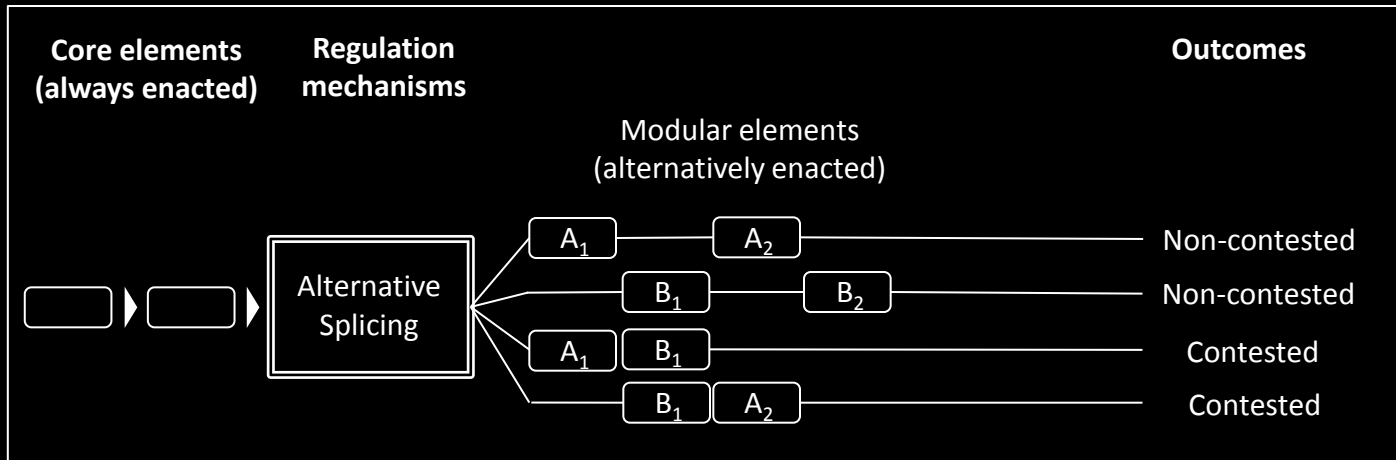 Core elements
(always enacted)
Regulation
mechanisms
Outcomes
Modular elements
(alternatively enacted)
Alternative
Splicing
A₁ A₂ Non-contested
B₁ B₂ Non-contested
A₁ B₁ Contested
B₁ A₂ Contested